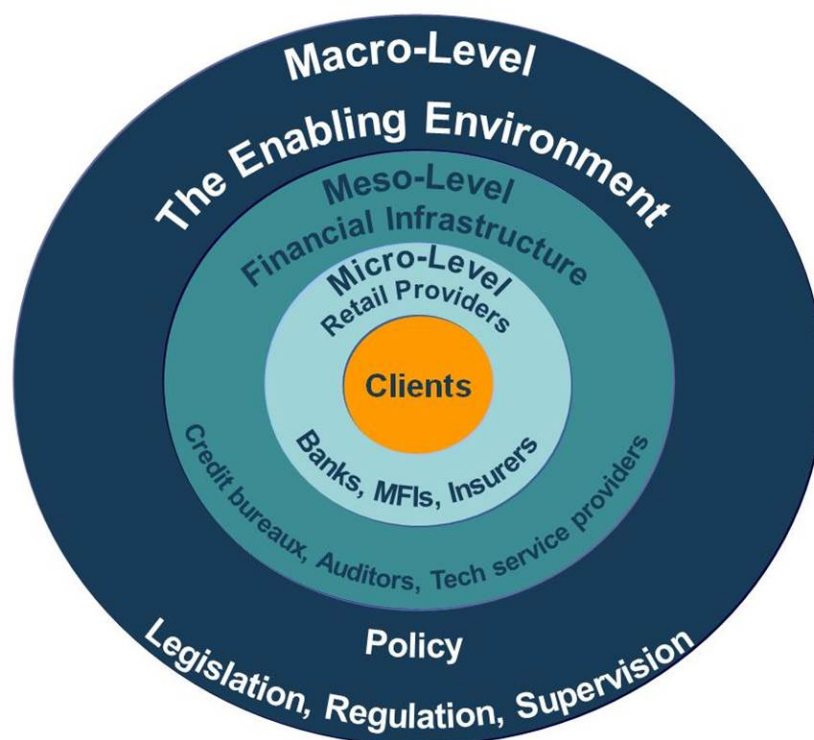 Macro-Level
The Enabling Environment
Meso-Level
Financial Infrastructure
Micro-Level
Retail Providers
Clients
Banks, MFIs, Insurers
Credit bureaux, Auditors, Tech service providers
Policy
Legislation, Regulation, Supervision